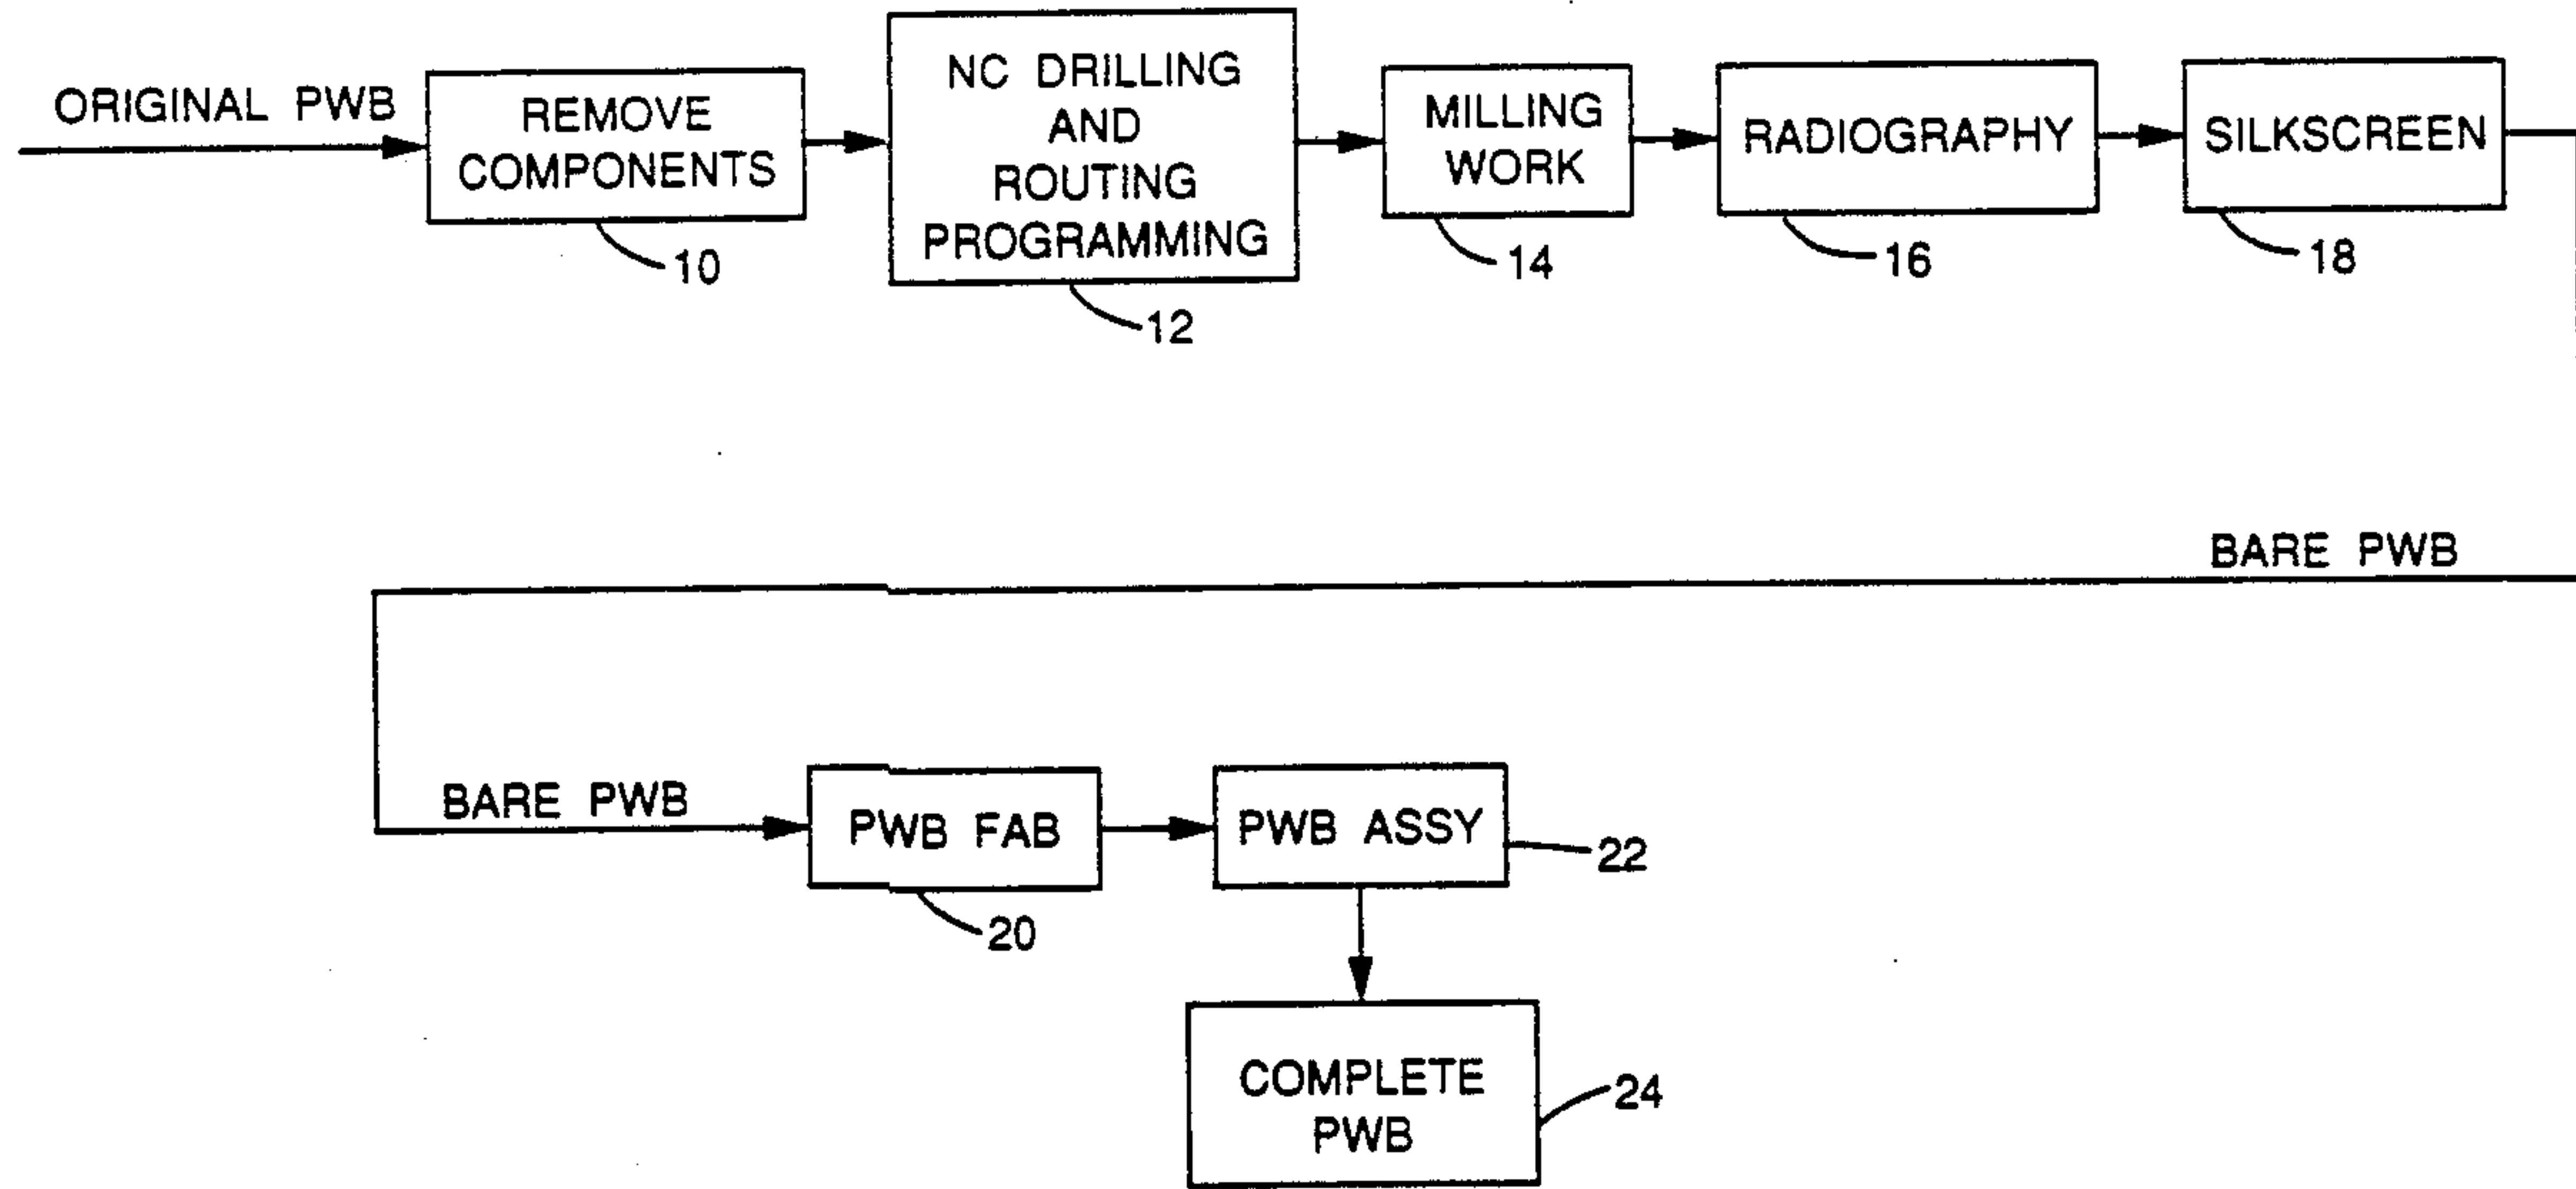 ORIGINAL PWB
REMOVE
COMPONENTS
10
NC DRILLING
AND
ROUTING
PROGRAMMING
12
MILLING
WORK
14
RADIOGRAPHY
16
SILKSCREEN
18
BARE PWB
BARE PWB
PWB FAB
20
PWB ASSY
22
COMPLETE
PWB
24